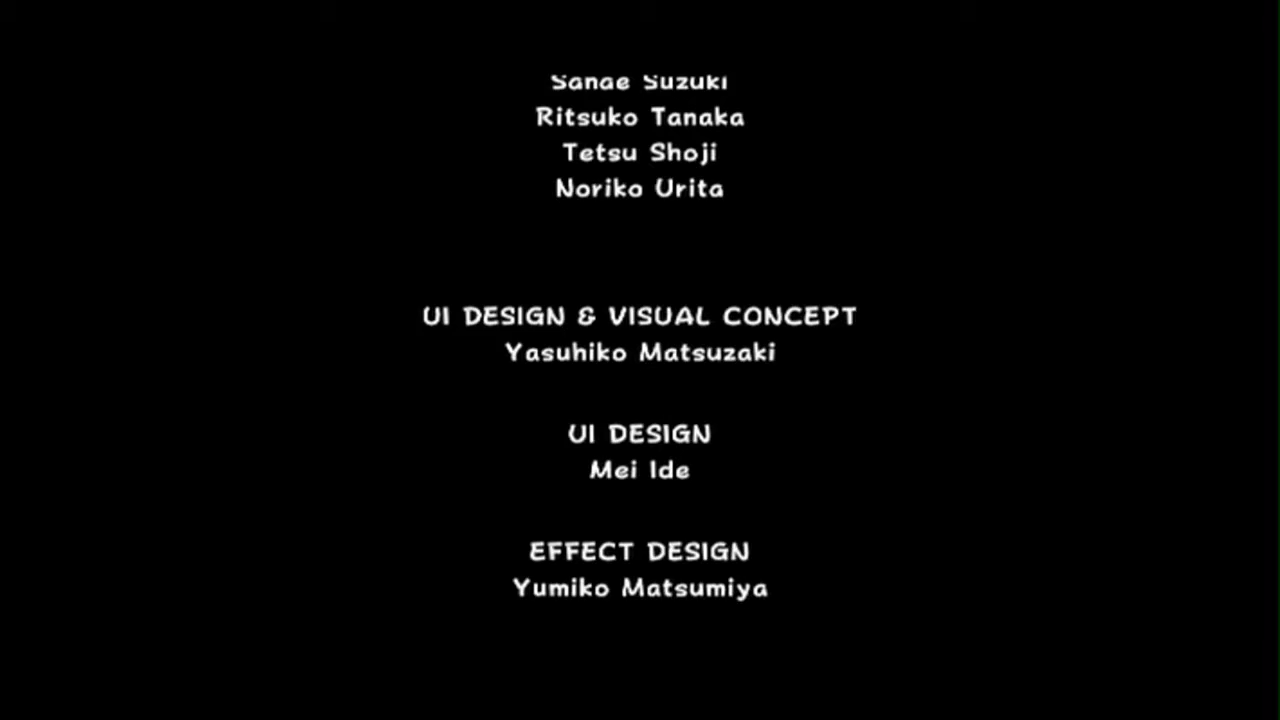 Sanae Suzuki
Ritsuko Tanaka
Tetsu Shoji
Noriko Urita
UI DESIGN & VISUAL CONCEPT
Yasuhiko Matsuzaki
UI DESIGN
Mei Ide
EFFECT DESIGN
Yumiko Matsumiya